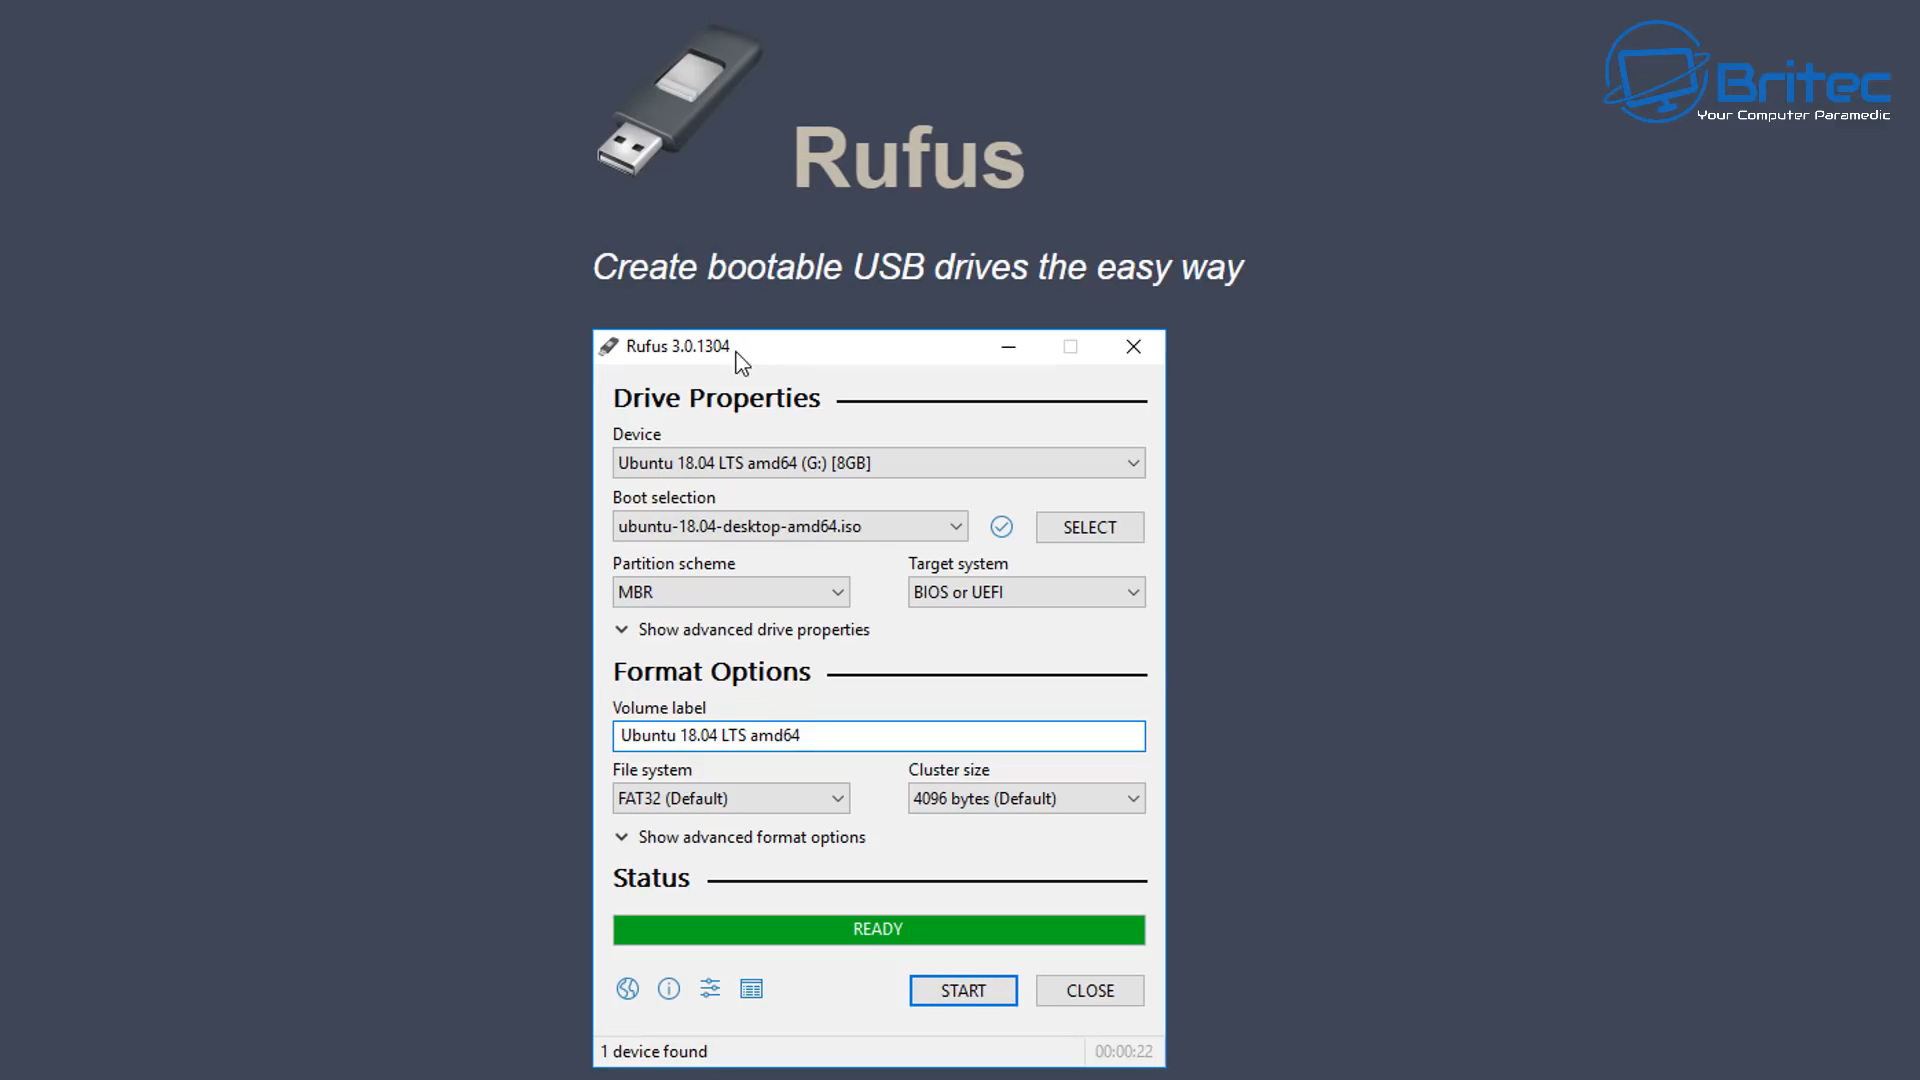 Britec
Your Computer Paramedic
Rufus
Create bootable USB drives the easy way
Rufus 3.0.1304
Drive Properties
Device
Ubuntu 18.04 LTS amd64 (G:) [8GB]
Boot selection
ubuntu-18.04-desktop-amd64.iso
SELECT
Partition scheme
Target system
MBR
BIOS or UEFI
Show advanced drive properties
Format Options
Volume label
Ubuntu 18.04 LTS amd64
File system
Cluster size
FAT32 (Default)
4096 bytes (Default)
Show advanced format options
Status
READY
START
CLOSE
1 device found
00:00:22